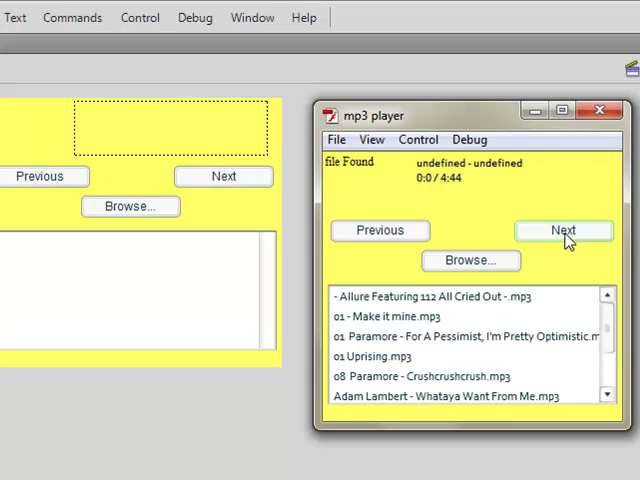 Text Commands Control Debug Window Help
Previous
Next
Browse...
mp3 player
File View Control Debug
file Found
undefined - undefined
0:0 / 4:44
Previous
Next
Browse...
- Allure Featuring 112 All Cried Out -.mp3
01 - Make it mine.mp3
01 Paramore - For A Pessimist, I'm Pretty Optimistic.m
01 Uprising.mp3
08 Paramore - Crushcrushcrush.mp3
Adam Lambert - Whataya Want From Me.mp3